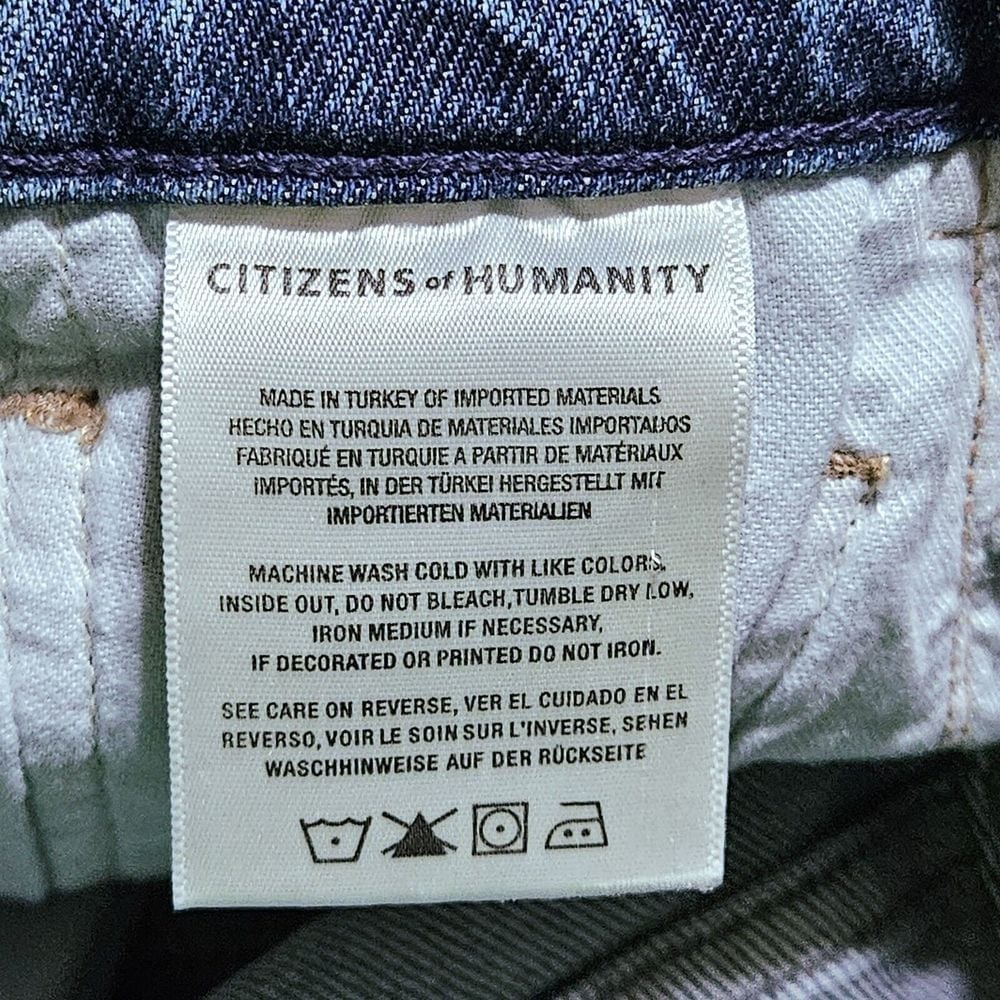 CITIZENS of HUMANITY
MADE IN TURKEY OF IMPORTED MATERIALS
HECHO EN TURQUIA DE MATERIALES IMPORTADOS
FABRIQUÉ EN TURQUIE A PARTIR DE MATÉRIAUX
IMPORTÉS, IN DER TÜRKEI HERGESTELLT MIT
IMPORTIERTEN MATERIALIEN
MACHINE WASH COLD WITH LIKE COLORS.
INSIDE OUT, DO NOT BLEACH,TUMBLE DRY LOW,
IRON MEDIUM IF NECESSARY,
IF DECORATED OR PRINTED DO NOT IRON.
SEE CARE ON REVERSE, VER EL CUIDADO EN EL
REVERSO, VOIR LE SOIN SUR L'INVERSE, SEHEN
WASCHHINWEISE AUF DER RÜCKSEITE